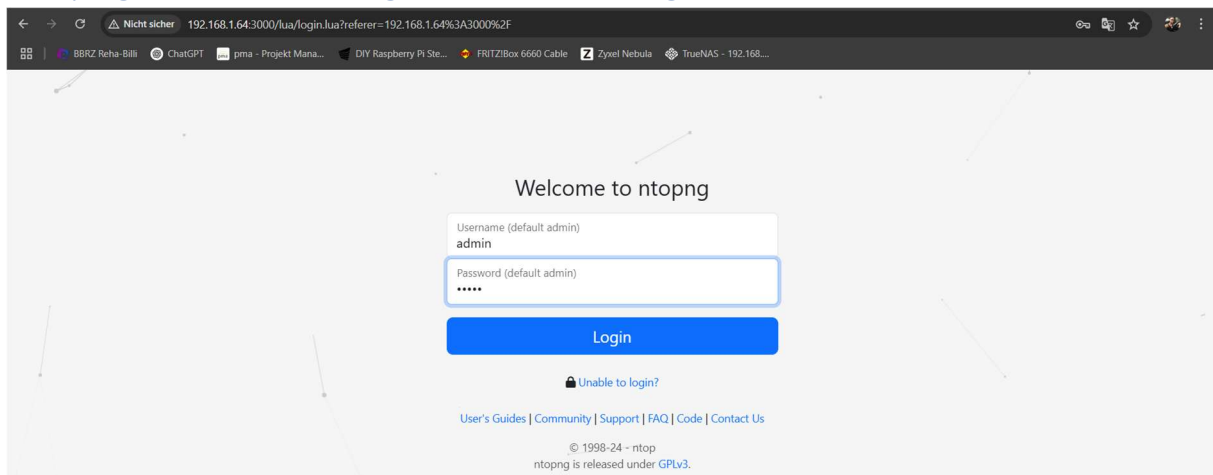 Nicht sicher 192.168.1.64:3000/lua/login.lua?referer=192.168.1.64%3A3000%2F
BBRZ Reha-Billi ChatGPT pma pma - Projekt Mana... DIY Raspberry Pi Ste... FRITZ!Box 6660 Cable Z Zyxel Nebula TrueNAS - 192.168....
Welcome to ntopng
Username (default admin)
admin
Password (default admin)
•••••
Login
Unable to login?
User's Guides | Community | Support | FAQ | Code | Contact Us
© 1998-24 - ntop
ntopng is released under GPLv3.